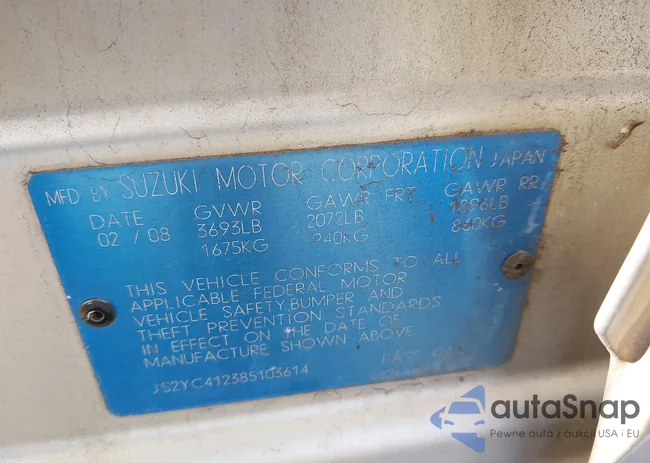 MFD BY SUZUKI MOTOR CORPORATION JAPAN
DATE GVWR GAWR FRT GAWR RR
02 / 08 3693LB 2072LB 1896LB
1675KG 940KG 860KG
THIS VEHICLE CONFORMS TO ALL
APPLICABLE FEDERAL MOTOR
VEHICLE SAFETY,BUMPER AND
THEFT PREVENTION STANDARDS
IN EFFECT ON THE DATE OF
MANUFACTURE SHOWN ABOVE.
JS2YC412385103614 PASS CAR
autaSnap
Pewne auta z aukcji USA i EU